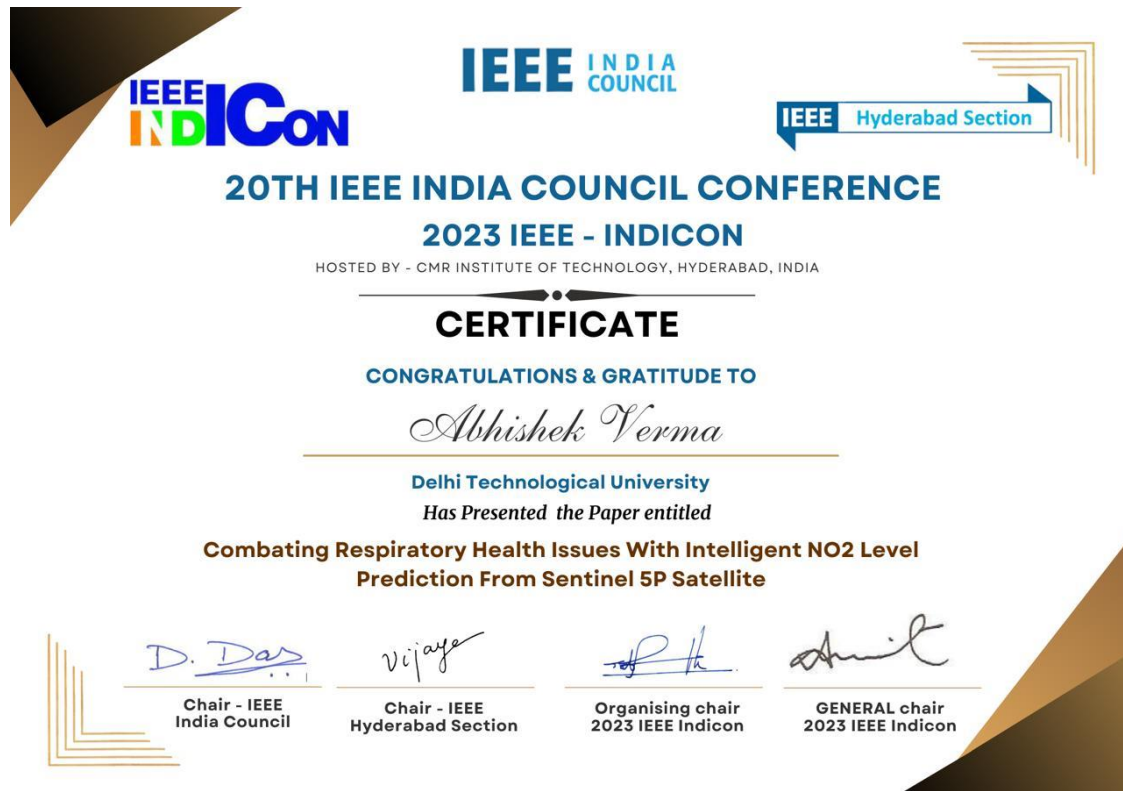 IEEE INDICON
IEEE INDIA COUNCIL
IEEE Hyderabad Section
20TH IEEE INDIA COUNCIL CONFERENCE
2023 IEEE - INDICON
HOSTED BY - CMR INSTITUTE OF TECHNOLOGY, HYDERABAD, INDIA
CERTIFICATE
CONGRATULATIONS & GRATITUDE TO
Abhishek Verma
Delhi Technological University
Has Presented the Paper entitled
Combating Respiratory Health Issues With Intelligent NO2 Level
Prediction From Sentinel 5P Satellite
D. Das
Vijaye
Chair - IEEE
India Council
Chair - IEEE
Hyderabad Section
Organising chair
2023 IEEE Indicon
GENERAL chair
2023 IEEE Indicon